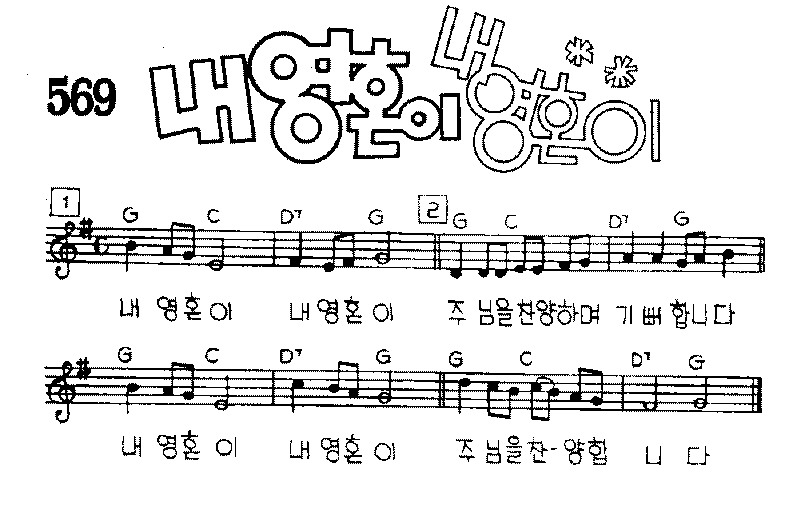 569
내 영혼이 내 영혼이
1 2
G C D7 G G C D7 G
내 영혼이 내 영혼이 주 님을찬양하며 기 뻐 합니다
G C D7 G G C D7 G
내 영혼이 내 영혼이 주 님을찬-양합 니 다